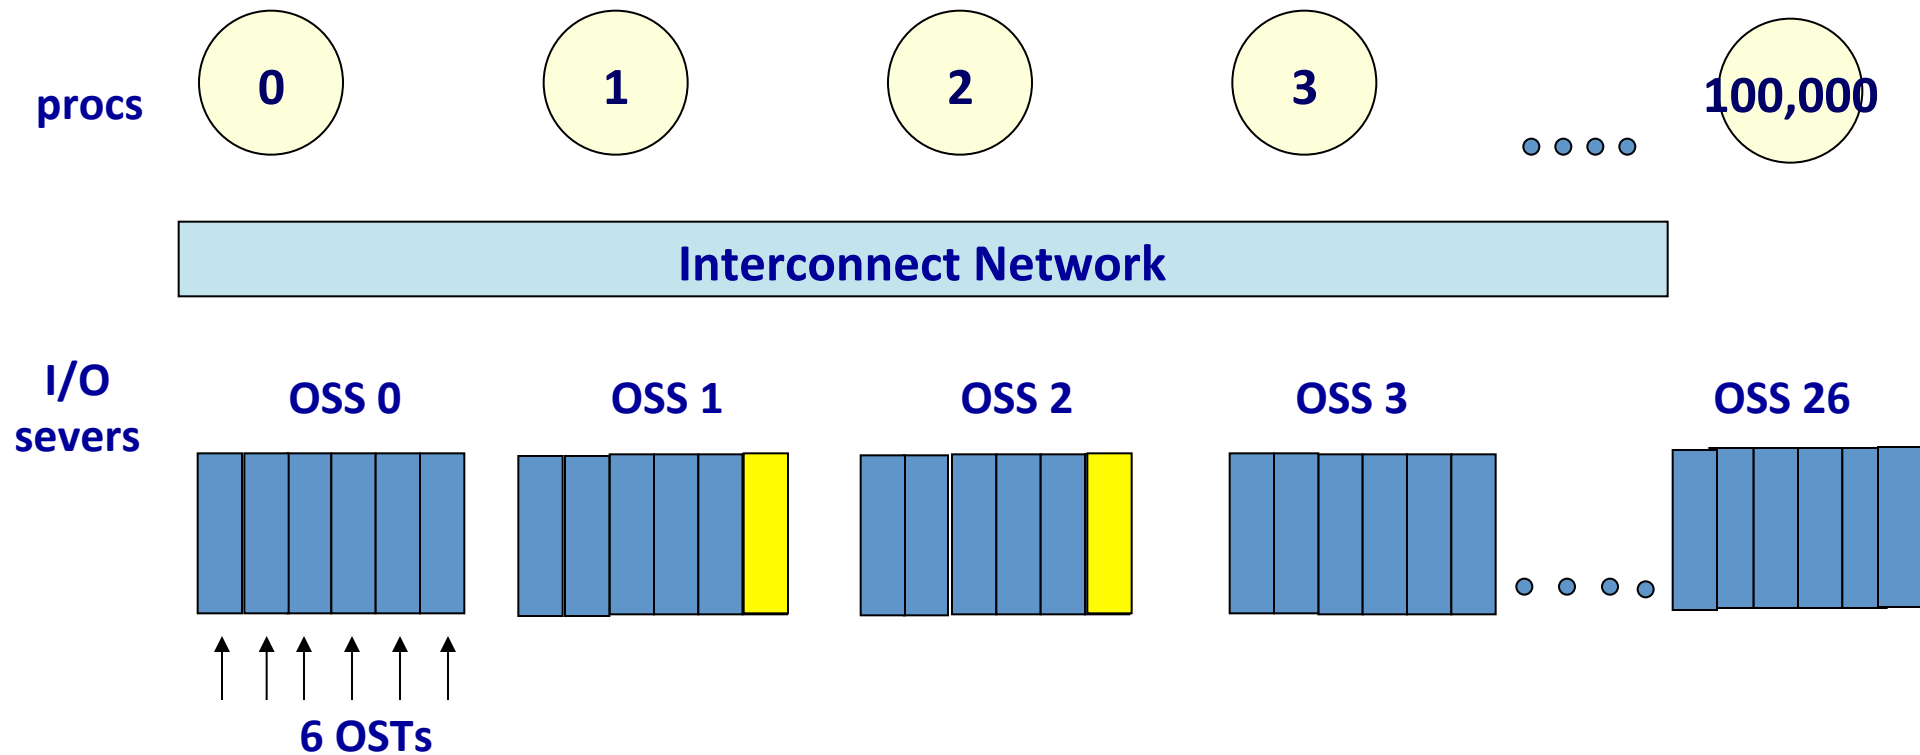 procs
0
1
2
3
100,000
Interconnect Network
I/O
severs
OSS 0
OSS 1
OSS 2
OSS 3
OSS 26
6 OSTs